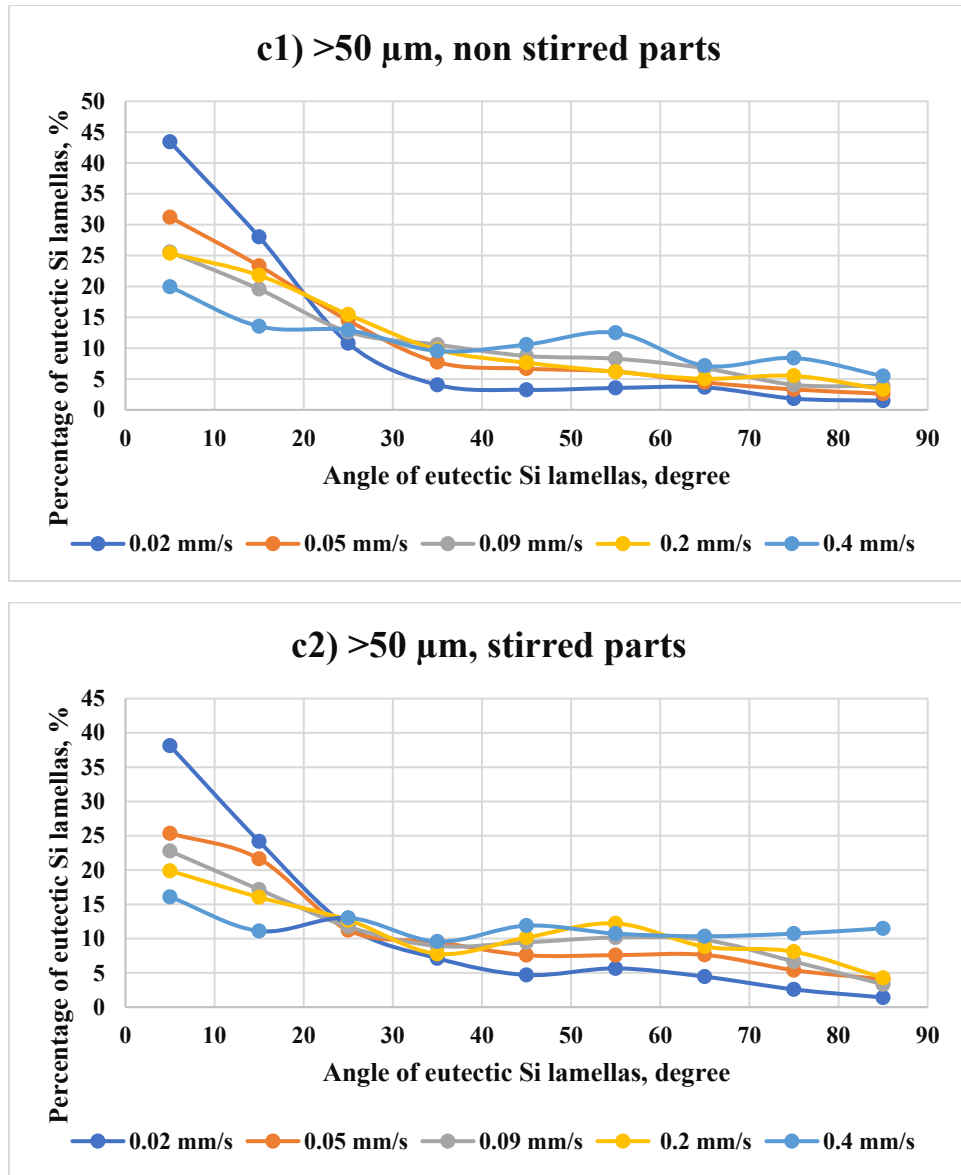 c1) >50 µm, non stirred parts
Percentage of eutectic Si lamellas, %
50
45
40
35
30
25
20
15
10
5
0
0 10 20 30 40 50 60 70 80 90
Angle of eutectic Si lamellas, degree
0.02 mm/s 0.05 mm/s 0.09 mm/s 0.2 mm/s 0.4 mm/s
c2) >50 µm, stirred parts
Percentage of eutectic Si lamellas, %
45
40
35
30
25
20
15
10
5
0
0 10 20 30 40 50 60 70 80 90
Angle of eutectic Si lamellas, degree
0.02 mm/s 0.05 mm/s 0.09 mm/s 0.2 mm/s 0.4 mm/s